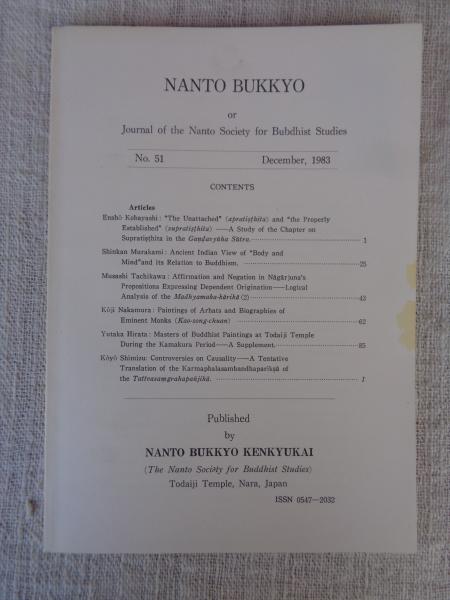 NANTO BUKKYO
or
Journal of the Nanto Society for Bubdhist Studies
No. 51 December, 1983
CONTENTS
Articles
Enshō Kobayashi: "The Unattached" (apratiṣṭhita) and "the Properly
Established" (supratiṣṭhita) —A Study of the Chapter on
Supratiṣṭhita in the Gaṇḍavyūha Sūtra. 1
Shinkan Murakami: Ancient Indian View of "Body and
Mind"and its Relation to Buddhism. 25
Musashi Tachikawa: Affirmation and Negation in Nāgārjuna's
Propositions Expressing Dependent Origination—Logical
Analysis of the Madhyamaka-kārikā (2) 43
Kōji Nakamura: Paintings of Arhats and Biographies of
Eminent Monks (Kao-song-chuan) 62
Yutaka Hirata: Masters of Buddhist Paintings at Todaiji Temple
During the Kamakura Period—A Supplement. 85
Kōyō Shimizu: Controversies on Causality—A Tentative
Translation of the Karmaphalasambandhaparīkṣā of
the Tattvasaṃgrahapañjikā. 1
Published
by
NANTO BUKKYO KENKYUKAI
(The Nanto Society for Buddhist Studies)
Todaiji Temple, Nara, Japan
ISSN 0547—2032